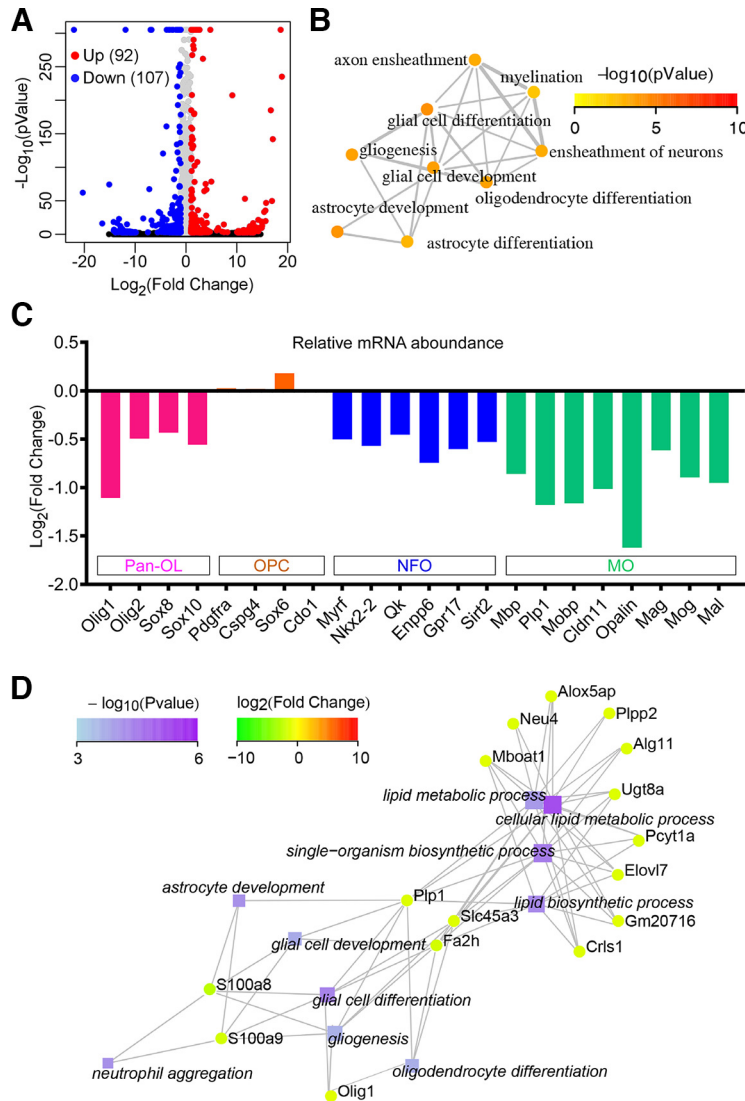 A
-Log10(pValue)
250
150
50
0
Up (92)
Down (107)
-20
-10
0
10
20
Log2(Fold Change)
B
axon ensheathment
myelination
glial cell differentiation
gliogenesis
ensheathment of neurons
glial cell development
oligodendrocyte differentiation
astrocyte development
astrocyte differentiation
−log10(pValue)
0
5
10
C
Relative mRNA aboundance
Log2(Fold Change)
0.5
0.0
-0.5
-1.0
-1.5
-2.0
Pan-OL
OPC
NFO
MO
Olig1
Olig2
Sox8
Sox10
Pdgfra
Cspg4
Sox6
Cdo1
Myrf
Nkx2-2
Qk
Enpp6
Gpr17
Sirt2
Mbp
Plp1
Mobp
Cldn11
Opalin
Mag
Mog
Mal
D
− log10(Pvalue)
3
6
log2(Fold Change)
−10
−5
0
5
10
Alox5ap
Neu4
Plpp2
Mboat1
Alg11
lipid metabolic process
Ugt8a
cellular lipid metabolic process
Pcyt1a
single−organism biosynthetic process
Elovl7
astrocyte development
Plp1
lipid biosynthetic process
Slc45a3
Gm20716
glial cell development
Fa2h
Crls1
S100a8
glial cell differentiation
S100a9
gliogenesis
neutrophil aggregation
oligodendrocyte differentiation
Olig1